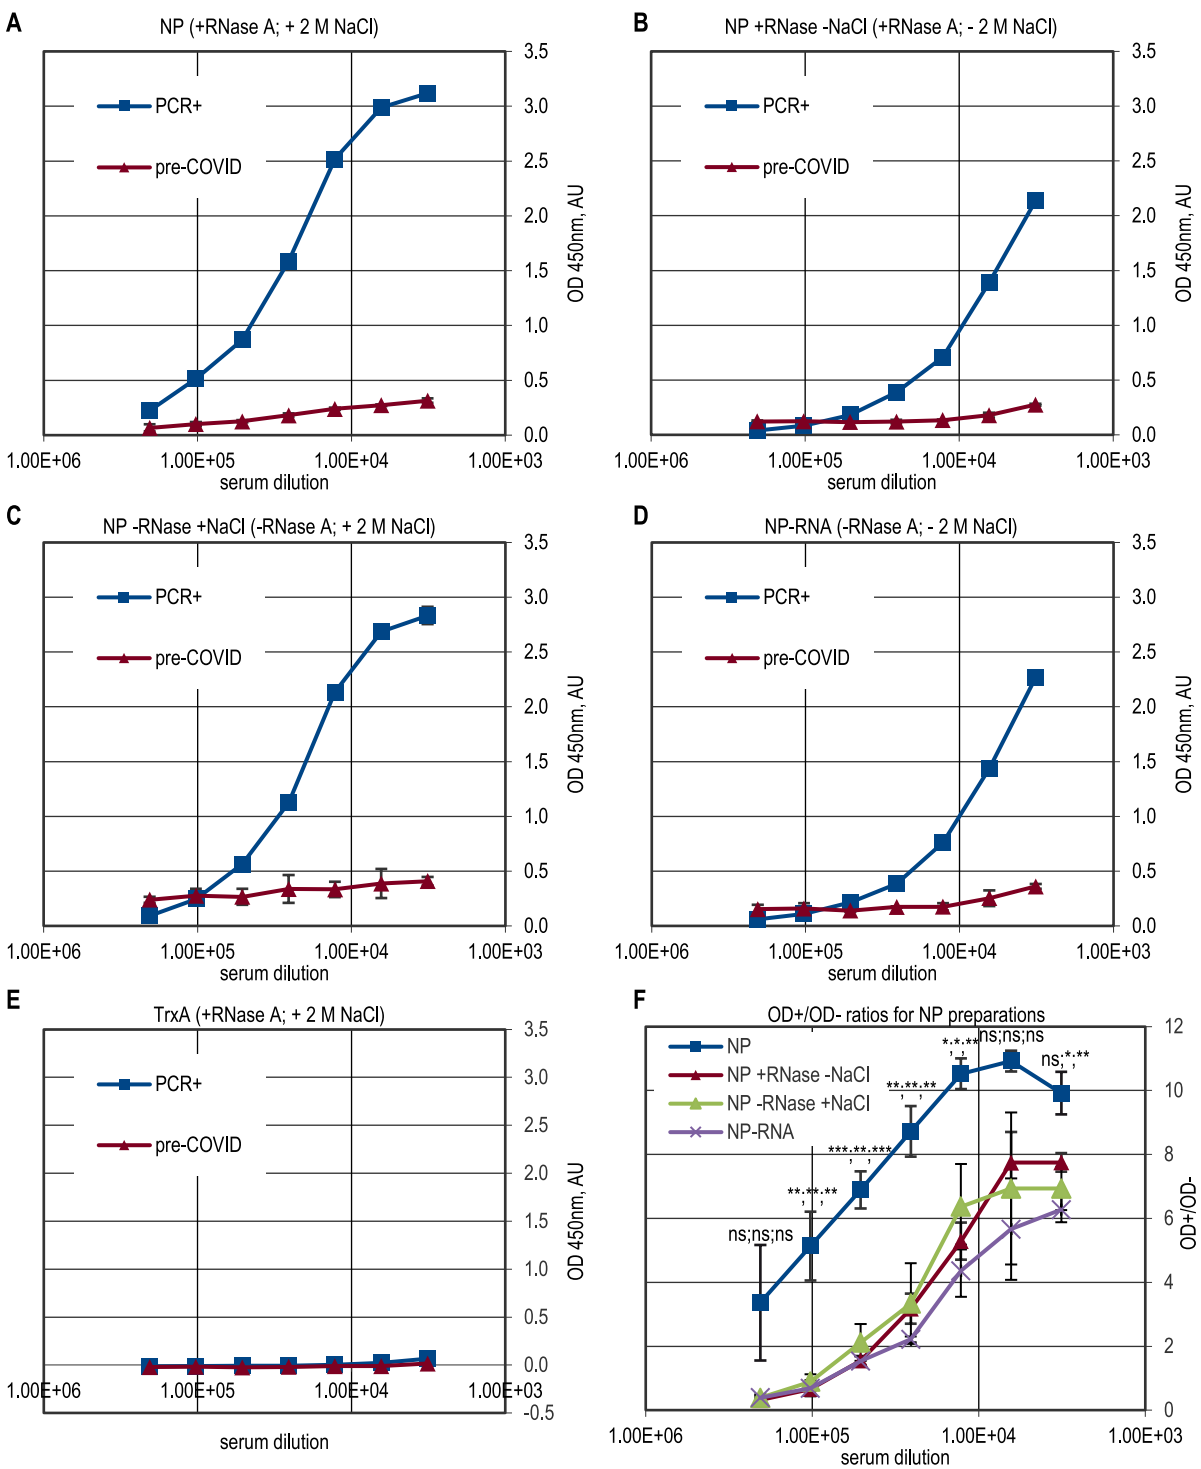 A
NP (+RNase A; + 2 M NaCl)
PCR+
pre-COVID
3.5
3.0
2.5
2.0
1.5
1.0
0.5
0.0
OD 450nm, AU
1.00E+06 1.00E+05 1.00E+04 1.00E+03
serum dilution
B
NP +RNase -NaCl (+RNase A; - 2 M NaCl)
PCR+
pre-COVID
3.5
3.0
2.5
2.0
1.5
1.0
0.5
0.0
OD 450nm, AU
1.00E+06 1.00E+05 1.00E+04 1.00E+03
serum dilution
C
NP -RNase +NaCl (-RNase A; + 2 M NaCl)
PCR+
pre-COVID
3.5
3.0
2.5
2.0
1.5
1.0
0.5
0.0
OD 450nm, AU
1.00E+06 1.00E+05 1.00E+04 1.00E+03
serum dilution
D
NP-RNA (-RNase A; - 2 M NaCl)
PCR+
pre-COVID
3.5
3.0
2.5
2.0
1.5
1.0
0.5
0.0
OD 450nm, AU
1.00E+06 1.00E+05 1.00E+04 1.00E+03
serum dilution
E
TrxA (+RNase A; + 2 M NaCl)
PCR+
pre-COVID
3.5
3.0
2.5
2.0
1.5
1.0
0.5
0.0
-0.5
OD 450nm, AU
1.00E+06 1.00E+05 1.00E+04 1.00E+03
serum dilution
F
OD+/OD- ratios for NP preparations
NP
NP +RNase -NaCl
NP -RNase +NaCl
NP-RNA
ns;ns;ns
**;**;**
***;**;***
**;**;**
*;*;**
ns;ns;ns
ns;*;**
12
10
8
6
4
2
0
OD+/OD-
1.00E+06 1.00E+05 1.00E+04 1.00E+03
serum dilution